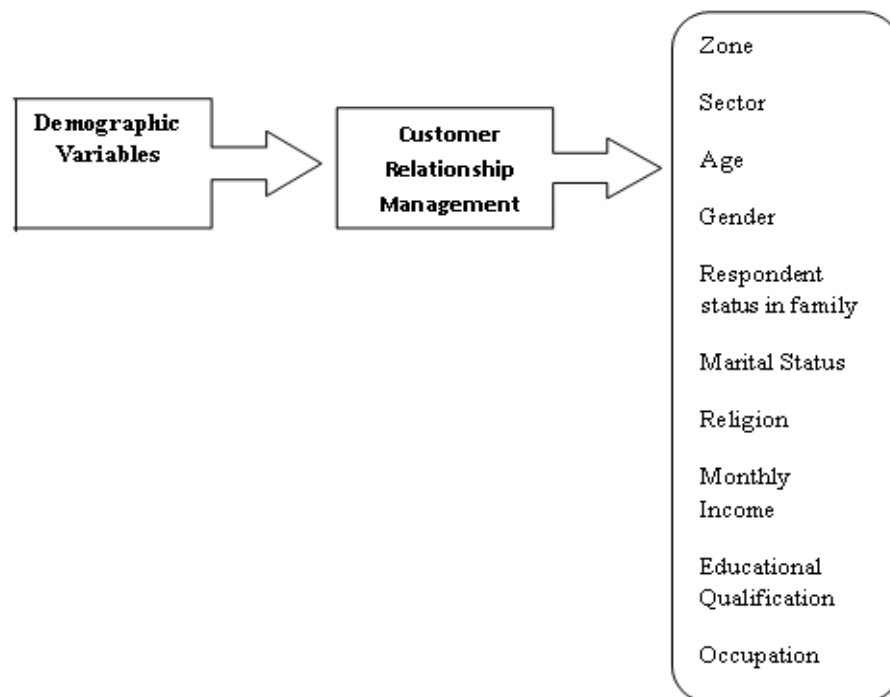 Demographic
Variables
Customer
Relationship
Management
Zone
Sector
Age
Gender
Respondent
status in family
Marital Status
Religion
Monthly
Income
Educational
Qualification
Occupation